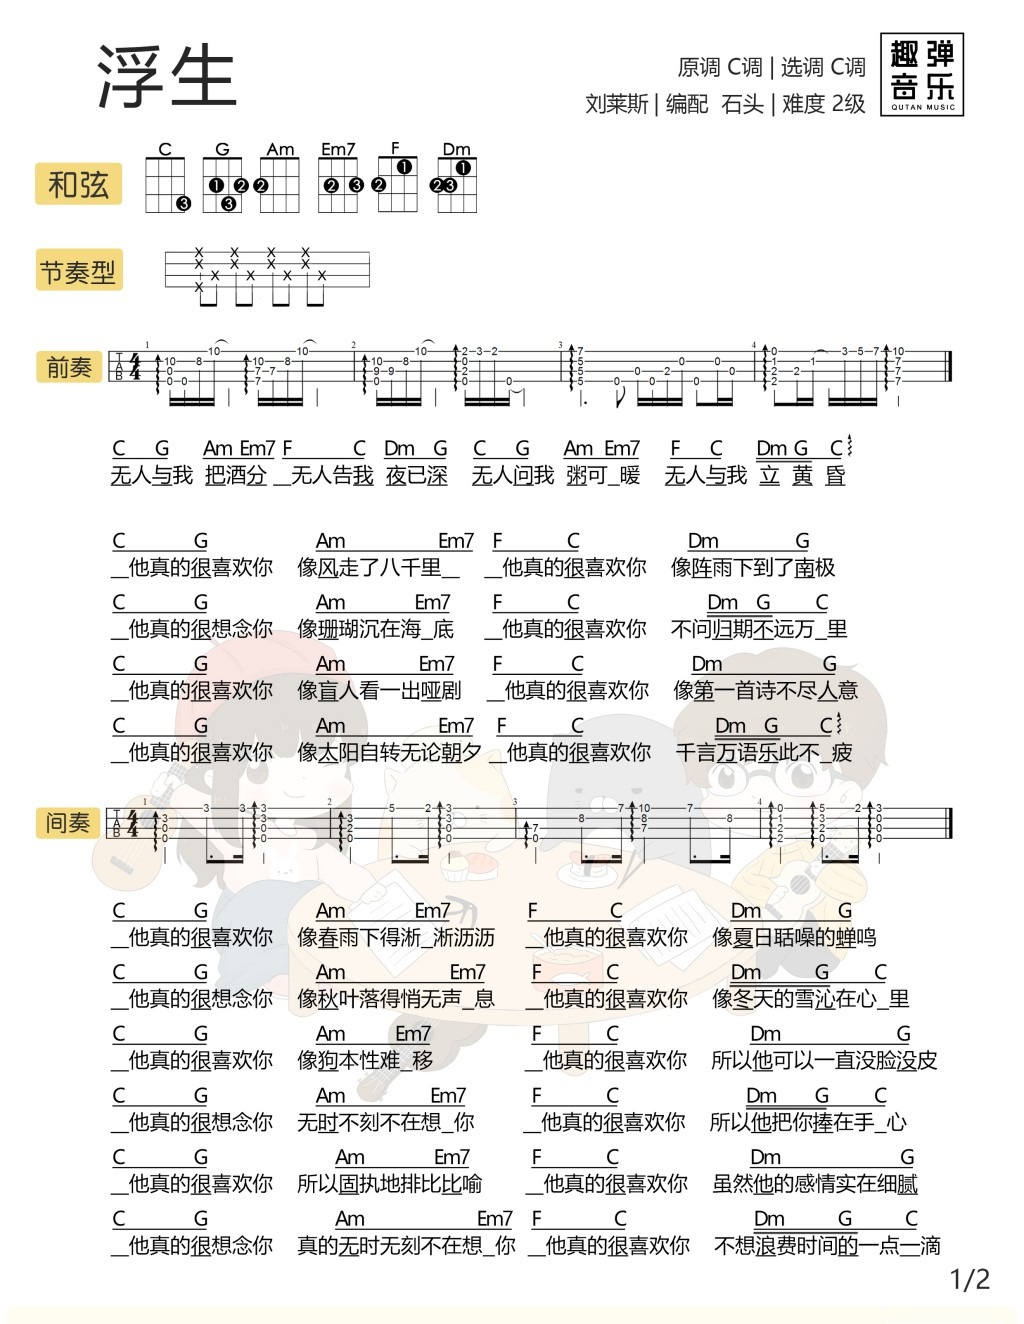 浮生
原调 C调 | 选调 C调
刘莱斯 | 编配 石头 | 难度 2级
趣弹
音乐
QUTAN MUSIC
和弦
C G Am Em7 F Dm
节奏型
前奏
C G Am Em7 F C Dm G C G Am Em7 F C Dm G C
无人与我 把酒分 _无人告我 夜已深 无人问我 粥可_暖 无人与我 立 黄 昏
C G Am Em7 F C Dm G
_他真的很喜欢你 像风走了八千里_ _他真的很喜欢你 像阵雨下到了南极
C G Am Em7 F C Dm G C
_他真的很想念你 像珊瑚沉在海_底 _他真的很喜欢你 不问归期不远万_里
C G Am Em7 F C Dm G
_他真的很喜欢你 像盲人看一出哑剧 _他真的很喜欢你 像第一首诗不尽人意
C G Am Em7 F C Dm G C
_他真的很喜欢你 像太阳自转无论朝夕 _他真的很喜欢你 千言万语乐此不_疲
间奏
C G Am Em7 F C Dm G
_他真的很喜欢你 像春雨下得淅_淅沥沥 _他真的很喜欢你 像夏日聒噪的蝉鸣
C G Am Em7 F C Dm G C
_他真的很想念你 像秋叶落得悄无声_息 _他真的很喜欢你 像冬天的雪沁在心_里
C G Am Em7 F C Dm G
_他真的很喜欢你 像狗本性难_移 _他真的很喜欢你 所以他可以一直没脸没皮
C G Am Em7 F C Dm G C
_他真的很想念你 无时不刻不在想_你 _他真的很喜欢你 所以他把你捧在手_心
C G Am Em7 F C Dm G
_他真的很喜欢你 所以固执地排比比喻 _他真的很喜欢你 虽然他的感情实在细腻
C G Am Em7 F C Dm G C
_他真的很想念你 真的无时无刻不在想_你 _他真的很喜欢你 不想浪费时间的一点一滴
1/2